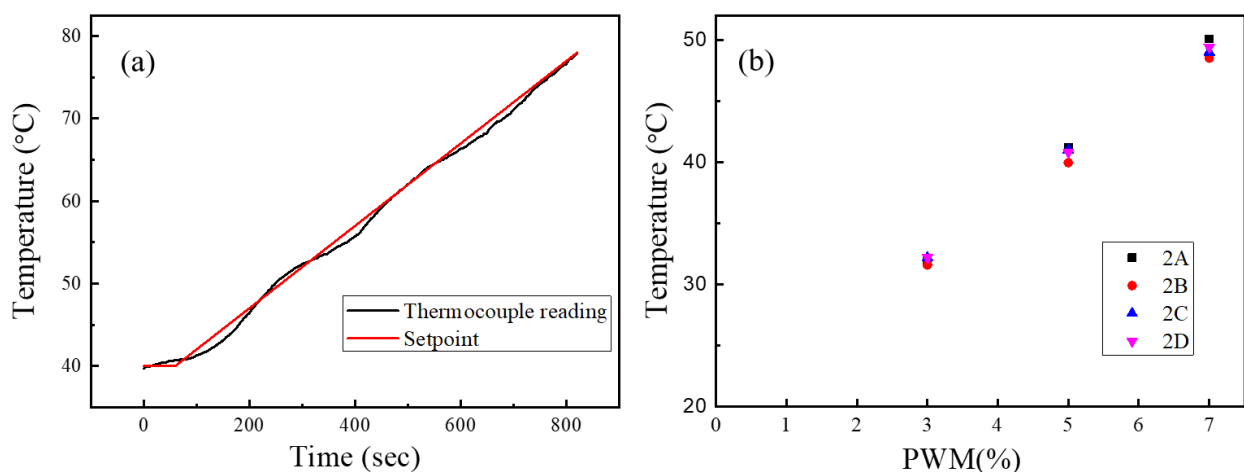 (a)
Temperature (°C)
80
70
60
50
40
0 200 400 600 800
Time (sec)
Thermocouple reading
Setpoint
(b)
Temperature (°C)
50
40
30
20
0 1 2 3 4 5 6 7
PWM(%)
2A
2B
2C
2D